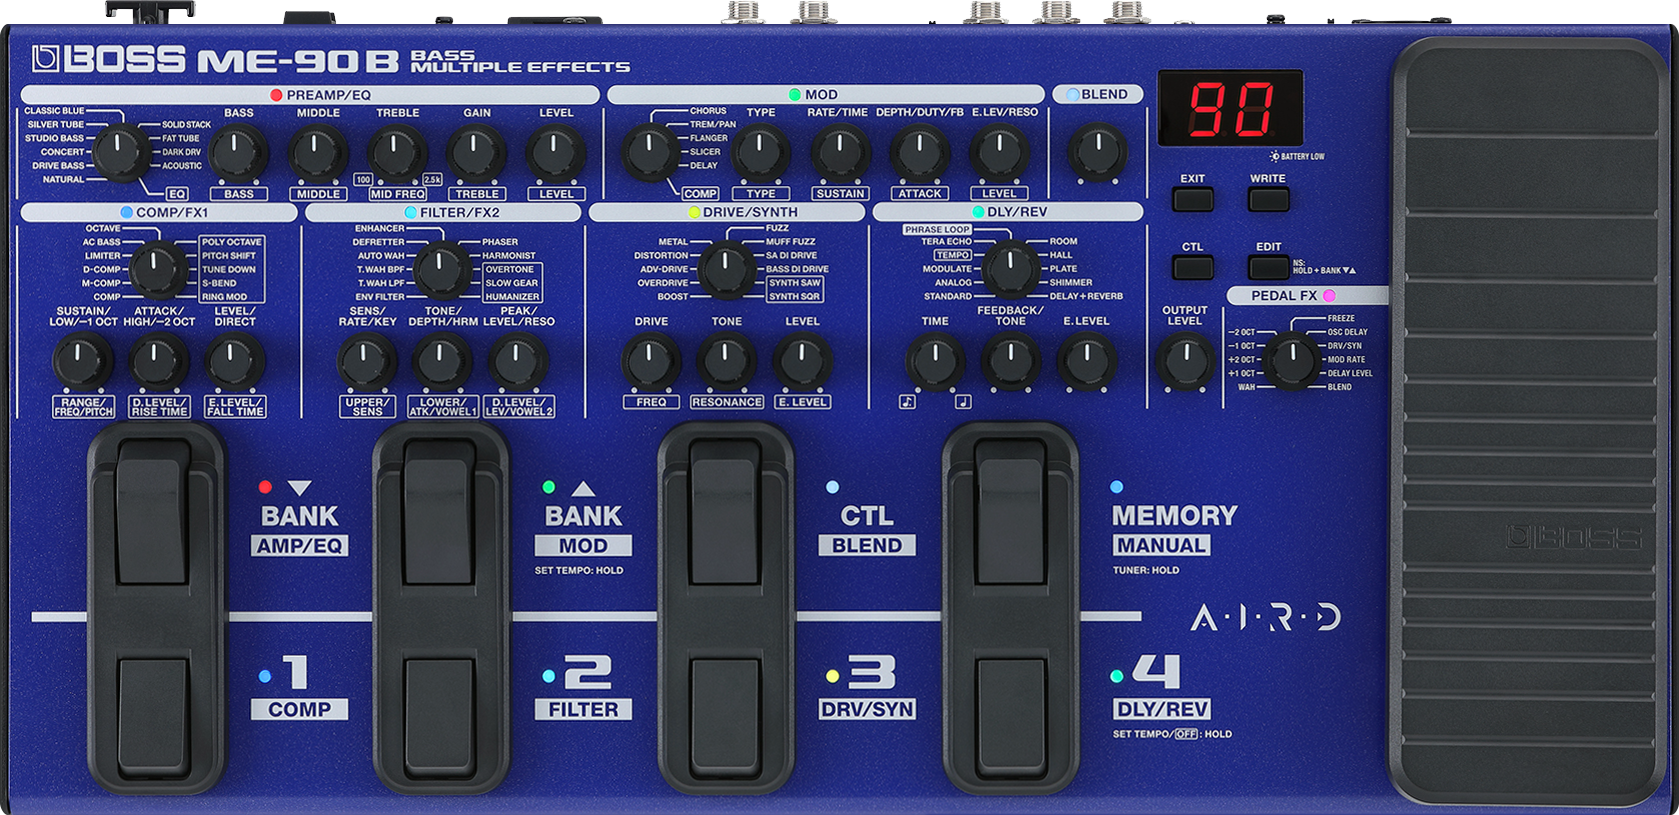 BOSS ME-90B BASS
MULTIPLE EFFECTS
PREAMP/EQ
CLASSIC BLUE
SILVER TUBE
STUDIO BASS
CONCERT
DRIVE BASS
NATURAL
SOLID STACK
FAT TUBE
DARK DRV
ACOUSTIC
EQ
BASS MIDDLE TREBLE GAIN LEVEL
BASS MIDDLE 100 MID FREQ 2.5k TREBLE LEVEL
MOD
CHORUS
TREM/PAN
FLANGER
SLICER
DELAY
COMP
TYPE RATE/TIME DEPTH/DUTY/FB E.LEV/RESO
TYPE SUSTAIN ATTACK LEVEL
BLEND
90
BATTERY LOW
EXIT WRITE
CTL EDIT
NS:
HOLD + BANK ▼▲
COMP/FX1
OCTAVE
AC BASS
LIMITER
D-COMP
M-COMP
COMP
POLY OCTAVE
PITCH SHIFT
TUNE DOWN
S-BEND
RING MOD
SUSTAIN/ ATTACK/ LEVEL/
LOW/−1 OCT HIGH/−2 OCT DIRECT
RANGE/ D.LEVEL/ E.LEVEL/
FREQ/PITCH RISE TIME FALL TIME
FILTER/FX2
ENHANCER
DEFRETTER
AUTO WAH
T.WAH BPF
T.WAH LPF
ENV FILTER
PHASER
HARMONIST
OVERTONE
SLOW GEAR
HUMANIZER
SENS/ TONE/ PEAK/
RATE/KEY DEPTH/HRM LEVEL/RESO
UPPER/ LOWER/ D.LEVEL/
SENS ATK/VOWEL1 LEV/VOWEL2
DRIVE/SYNTH
METAL
DISTORTION
ADV-DRIVE
OVERDRIVE
BOOST
FUZZ
MUFF FUZZ
SA DI DRIVE
BASS DI DRIVE
SYNTH SAW
SYNTH SQR
DRIVE TONE LEVEL
FREQ RESONANCE E. LEVEL
DLY/REV
PHRASE LOOP
TERA ECHO
TEMPO
MODULATE
ANALOG
STANDARD
ROOM
HALL
PLATE
SHIMMER
DELAY+REVERB
TIME FEEDBACK/ E.LEVEL
TONE
OUTPUT
LEVEL
PEDAL FX
−2 OCT
−1 OCT
+2 OCT
+1 OCT
WAH
FREEZE
OSC DELAY
DRV/SYN
MOD RATE
DELAY LEVEL
BLEND
BOSS
BANK BANK CTL MEMORY
AMP/EQ MOD BLEND MANUAL
SET TEMPO: HOLD TUNER: HOLD
A·I·R·D
1 2 3 4
COMP FILTER DRV/SYN DLY/REV
SET TEMPO/OFF: HOLD